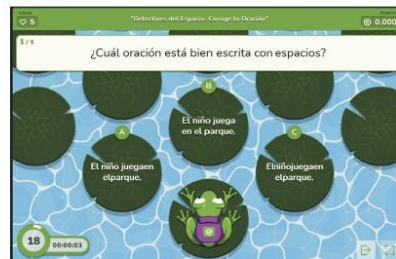 5
"Detectives del Espacio: Corrige la Oración"
0.000
1 / 5
¿Cuál oración está bien escrita con espacios?
B
El niño juega
en el parque.
A
El niño juegaen
elparque.
C
Elniñojuegaen
elparque.
e
18
00:00:03